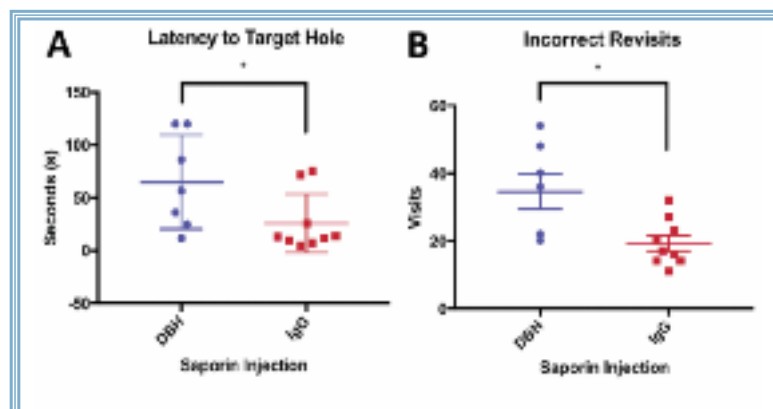 A
Latency to Target Hole
*
150
100
50
0
-50
Seconds (s)
DBH
IgG
Saporin Injection
B
Incorrect Revisits
*
60
40
20
0
Visits
DBH
IgG
Saporin Injection